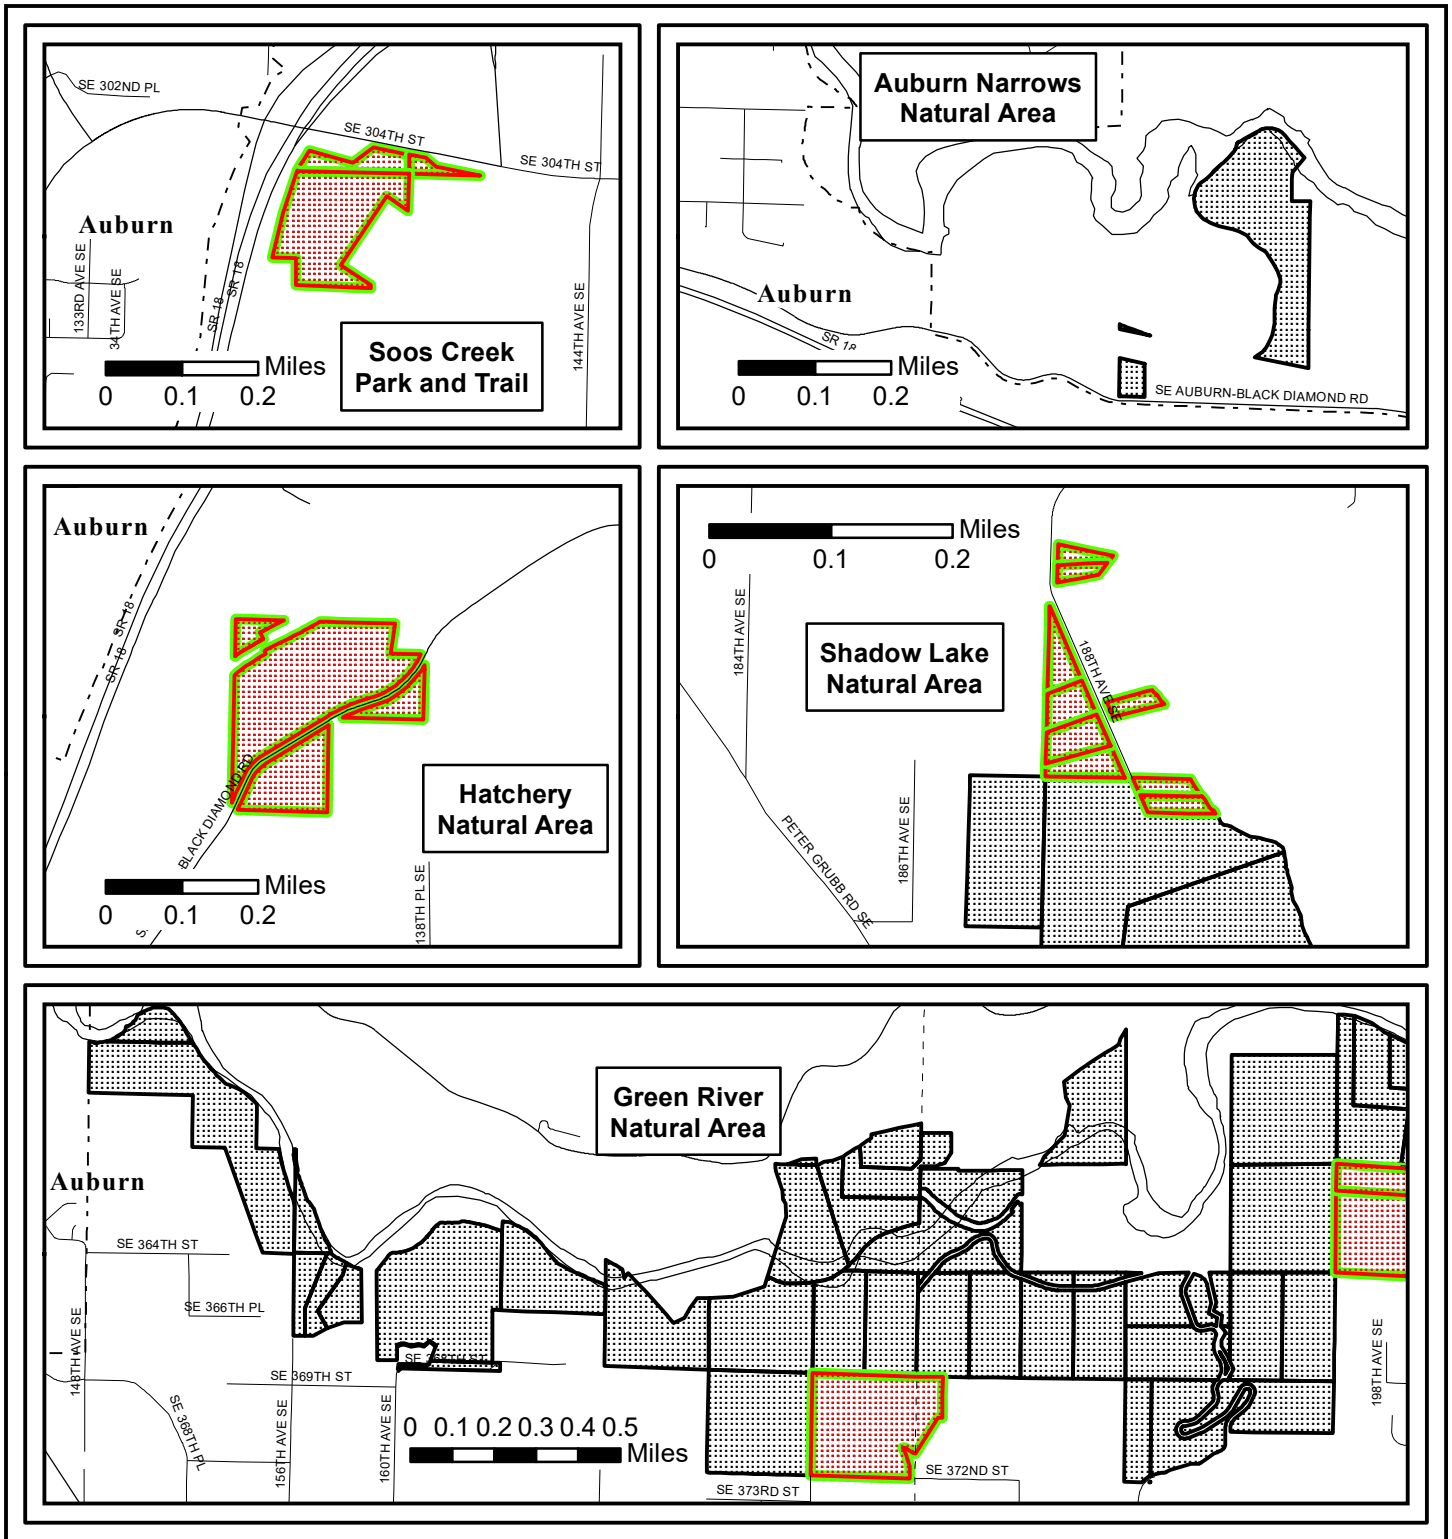 SE 302ND PL
SE 304TH ST
SE 304TH ST
Auburn
133RD AVE SE
34TH AVE SE
SR 18
SR 18
144TH AVE SE
Soos Creek
Park and Trail
Miles
0 0.1 0.2
Auburn Narrows
Natural Area
Auburn
SR 18
Miles
0 0.1 0.2
SE AUBURN-BLACK DIAMOND RD
Auburn
SR 18
SR 18
BLACK DIAMOND RD
Hatchery
Natural Area
138TH PL SE
Miles
0 0.1 0.2
Miles
0 0.1 0.2
184TH AVE SE
188TH AVE SE
Shadow Lake
Natural Area
186TH AVE SE
PETER GRUBB RD SE
Green River
Natural Area
Auburn
SE 364TH ST
SE 366TH PL
148TH AVE SE
SE 368TH ST
SE 369TH ST
SE 368TH PL
156TH AVE SE
160TH AVE SE
198TH AVE SE
0 0.1 0.2 0.3 0.4 0.5
Miles
SE 372ND ST
SE 373RD ST